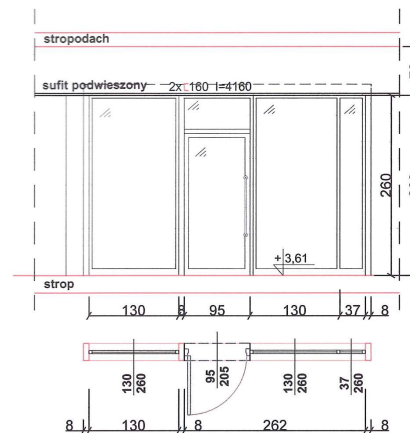 stropodach
sufit podwieszony
2x[160 l=4160
260
+ 3,61
strop
130 8 95 130 37 8
130
260
95
205
130
260
37
260
8 130 8 262 8